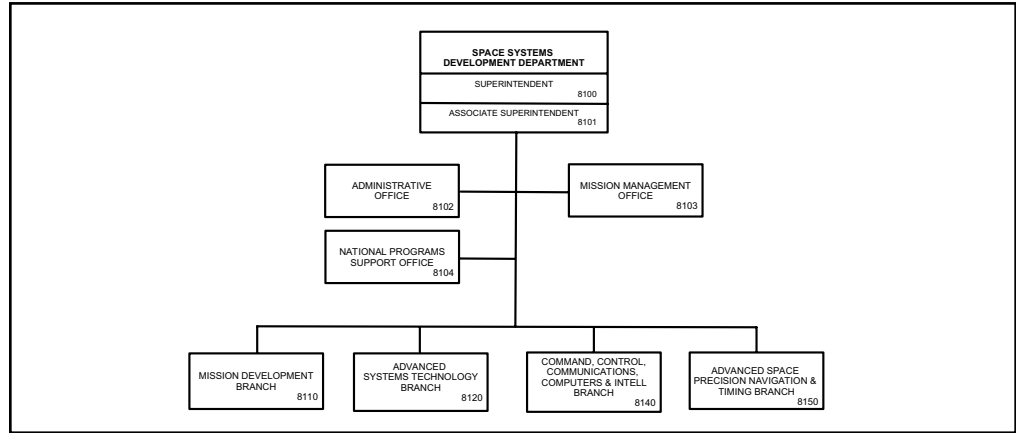 SPACE SYSTEMS
DEVELOPMENT DEPARTMENT
SUPERINTENDENT
8100
ASSOCIATE SUPERINTENDENT
8101
ADMINISTRATIVE
OFFICE
8102
MISSION MANAGEMENT
OFFICE
8103
NATIONAL PROGRAMS
SUPPORT OFFICE
8104
MISSION DEVELOPMENT
BRANCH
8110
ADVANCED
SYSTEMS TECHNOLOGY
BRANCH
8120
COMMAND, CONTROL,
COMMUNICATIONS,
COMPUTERS & INTELL
BRANCH
8140
ADVANCED SPACE
PRECISION NAVIGATION &
TIMING BRANCH
8150